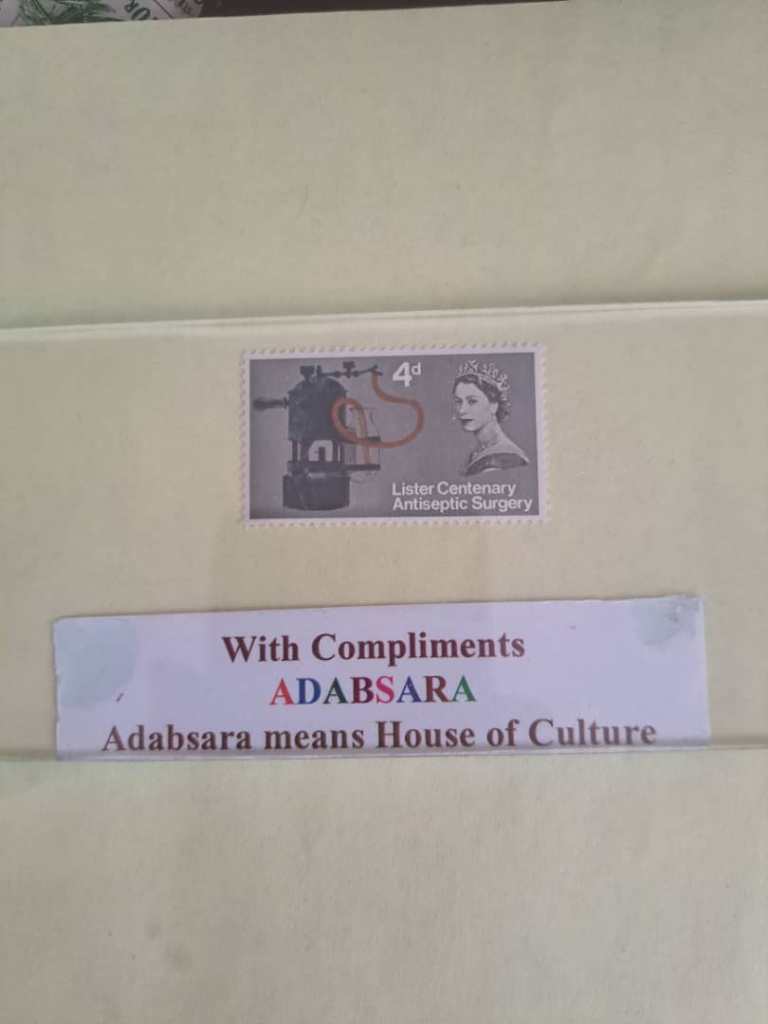 4d
Lister Centenary
Antiseptic Surgery
With Compliments
ADABSARA
Adabsara means House of Culture